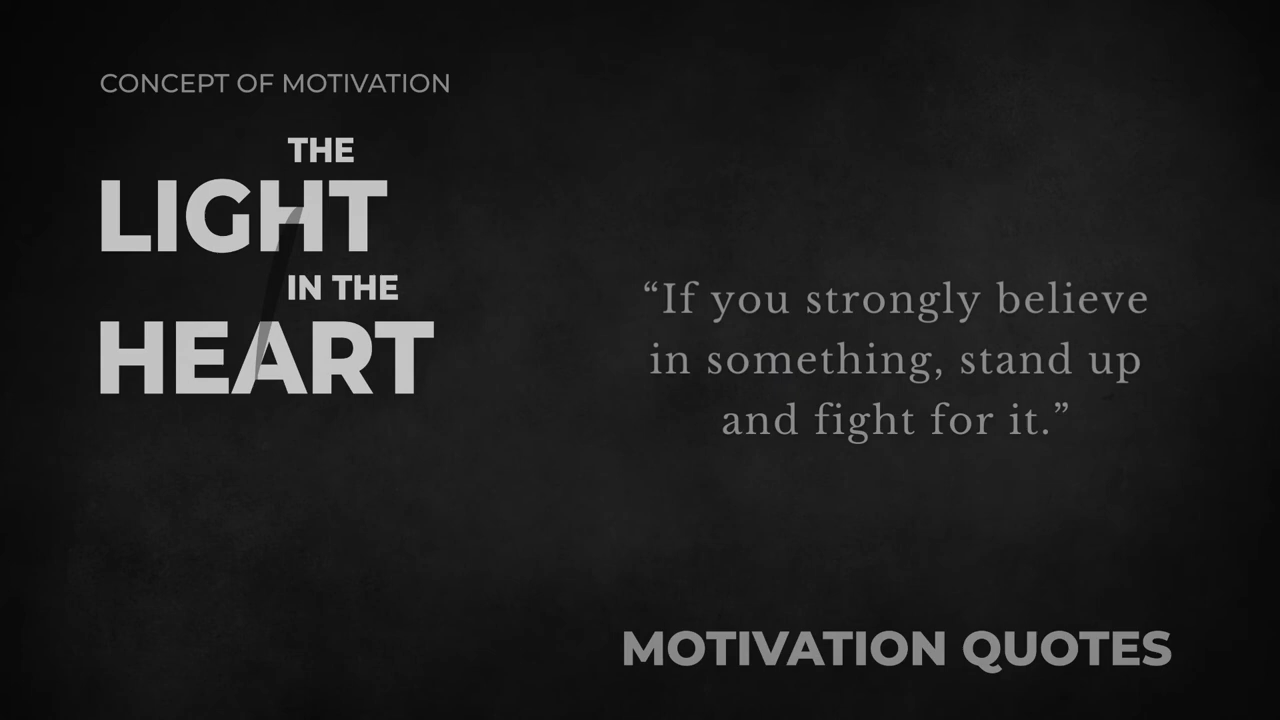 CONCEPT OF MOTIVATION
THE
LIGHT
IN THE
HEART
“If you strongly believe
in something, stand up
and fight for it.”
MOTIVATION QUOTES